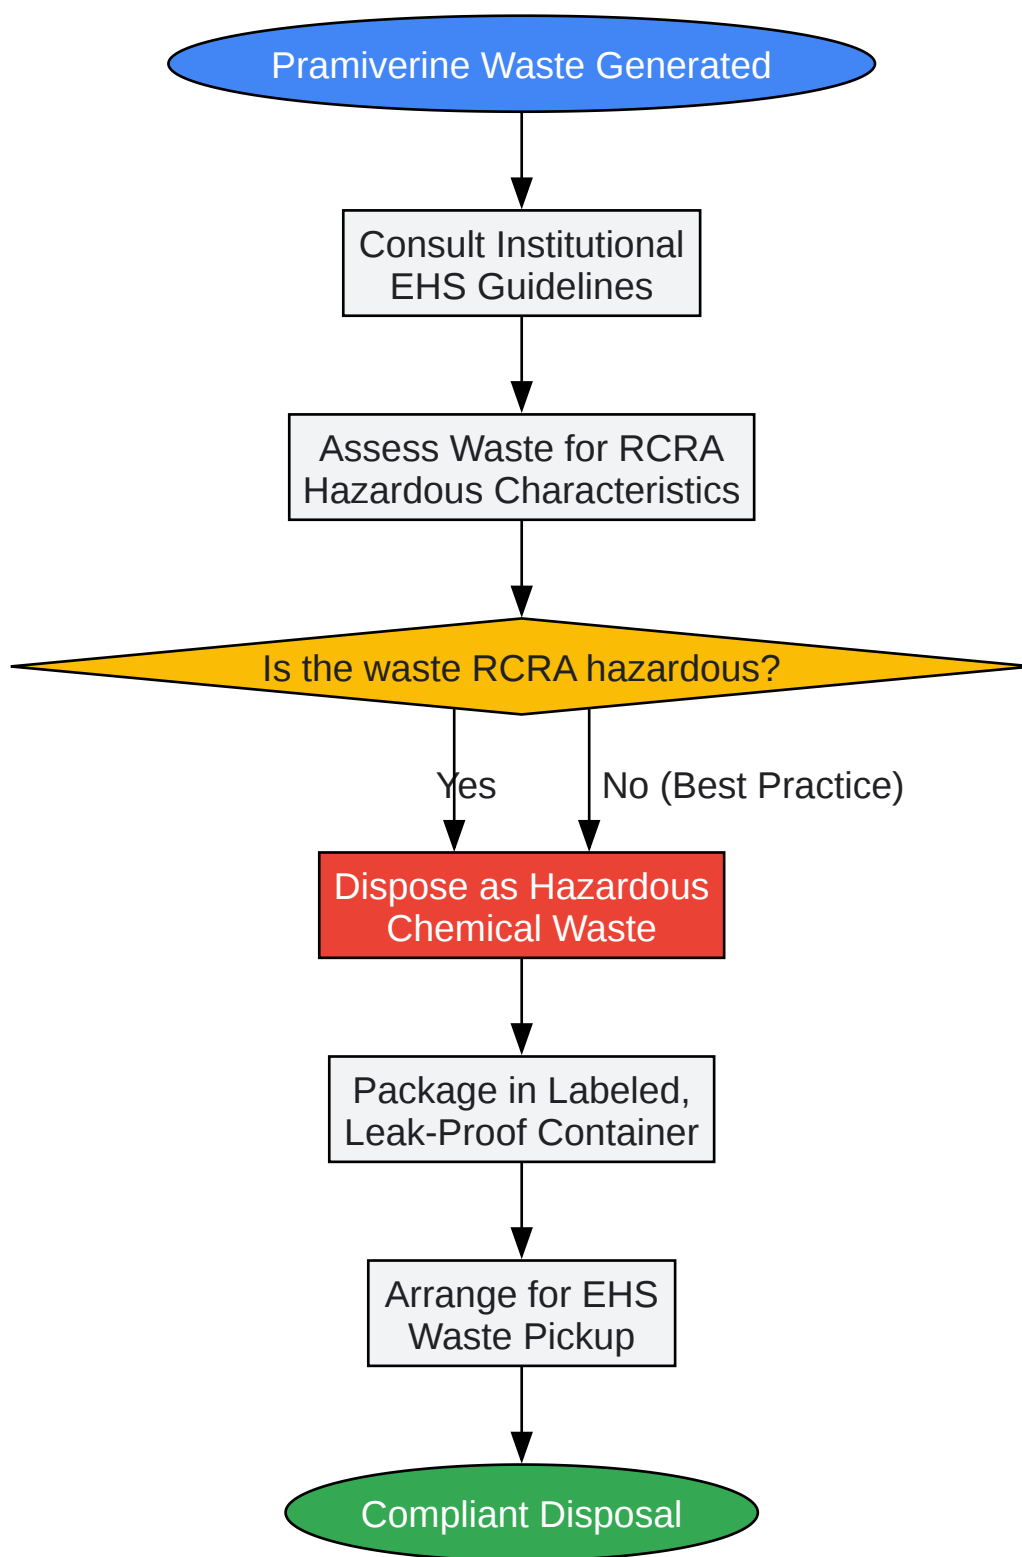 Pramiverine Waste Generated
Consult Institutional
EHS Guidelines
Assess Waste for RCRA
Hazardous Characteristics
Is the waste RCRA hazardous?
Yes
No (Best Practice)
Dispose as Hazardous
Chemical Waste
Package in Labeled,
Leak-Proof Container
Arrange for EHS
Waste Pickup
Compliant Disposal